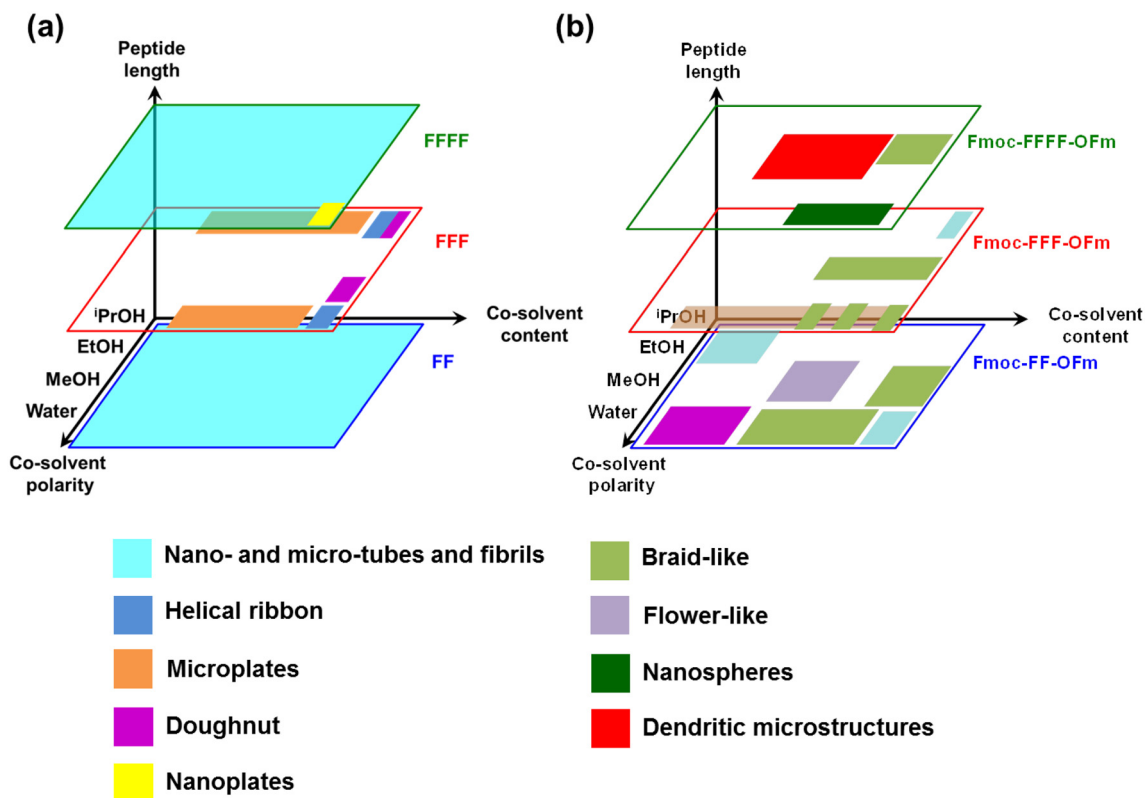 (a)
Peptide
length
FFFF
FFF
ⁱPrOH
Co-solvent
content
EtOH
FF
MeOH
Water
Co-solvent
polarity
(b)
Peptide
length
Fmoc-FFFF-OFm
Fmoc-FFF-OFm
ⁱPrOH
Co-solvent
content
EtOH
Fmoc-FF-OFm
MeOH
Water
Co-solvent
polarity
Nano- and micro-tubes and fibrils
Helical ribbon
Microplates
Doughnut
Nanoplates
Braid-like
Flower-like
Nanospheres
Dendritic microstructures